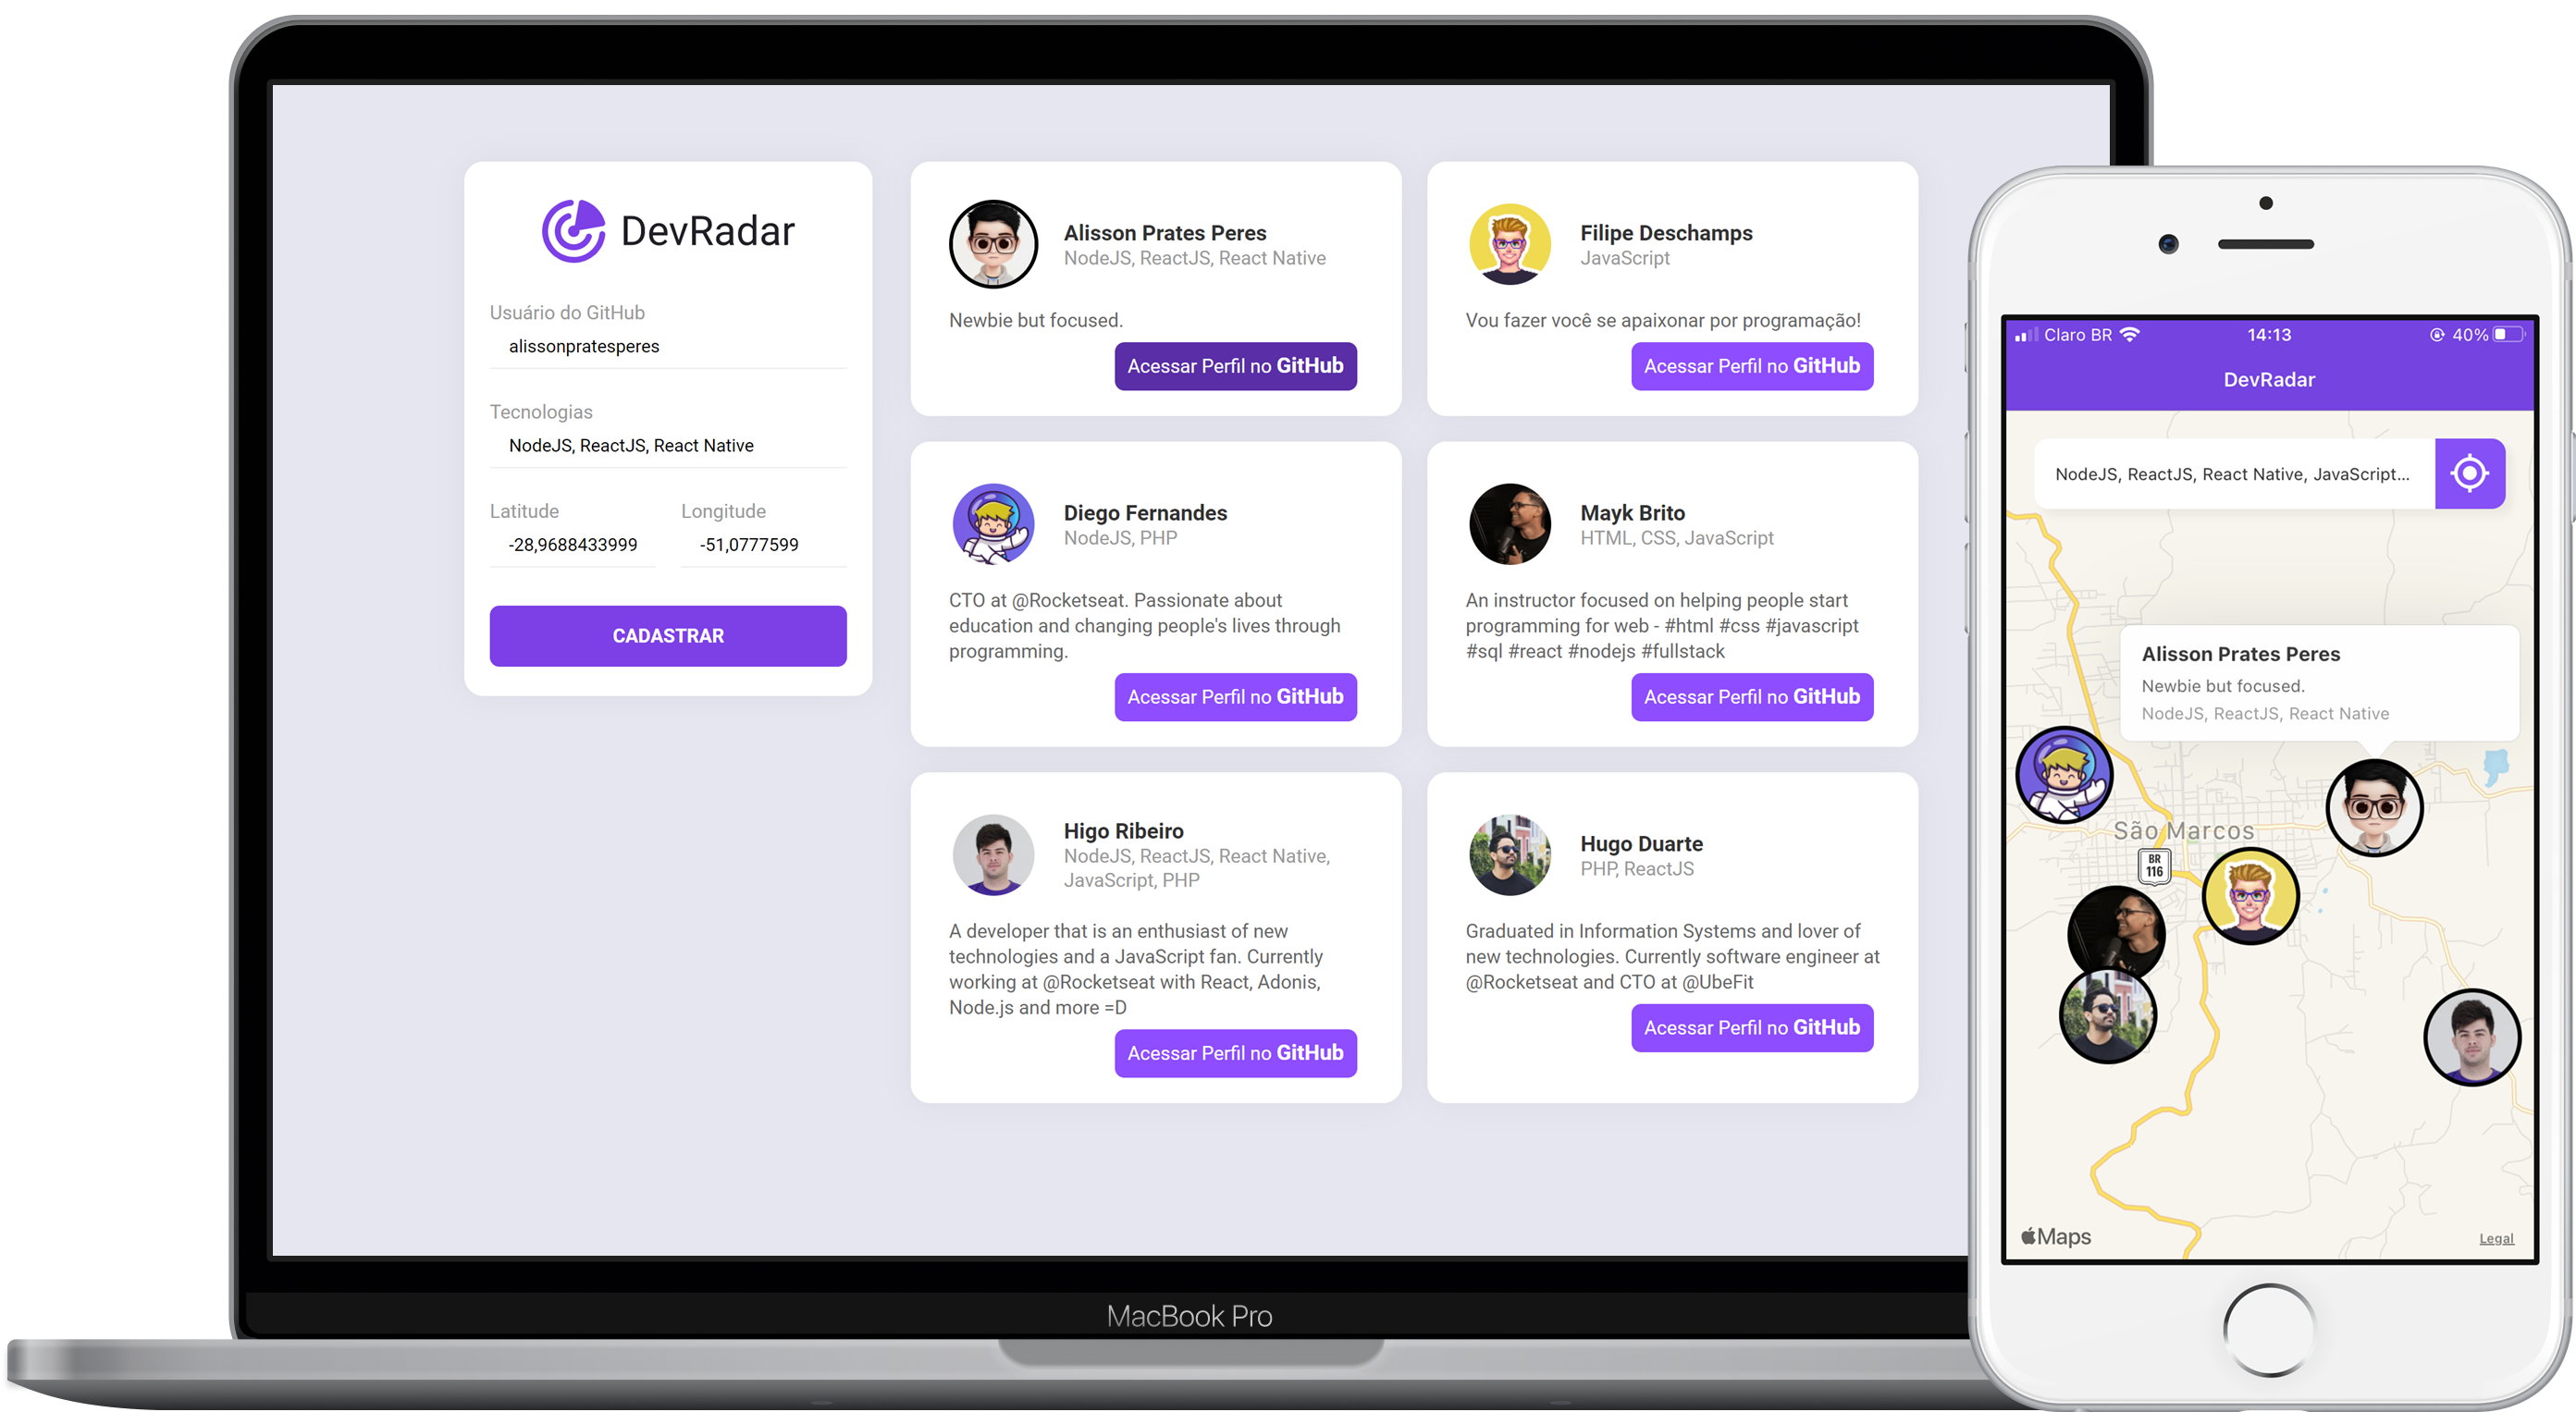 DevRadar
Usuário do GitHub
alissonpratesperes
Tecnologias
NodeJS, ReactJS, React Native
Latitude
Longitude
-28,9688433999
-51,0777599
CADASTRAR
Alisson Prates Peres
NodeJS, ReactJS, React Native
Newbie but focused.
Acessar Perfil no GitHub
Filipe Deschamps
JavaScript
Vou fazer você se apaixonar por programação!
Acessar Perfil no GitHub
Diego Fernandes
NodeJS, PHP
CTO at @Rocketseat. Passionate about
education and changing people's lives through
programming.
Acessar Perfil no GitHub
Mayk Brito
HTML, CSS, JavaScript
An instructor focused on helping people start
programming for web - #html #css #javascript
#sql #react #nodejs #fullstack
Acessar Perfil no GitHub
Higo Ribeiro
NodeJS, ReactJS, React Native,
JavaScript, PHP
A developer that is an enthusiast of new
technologies and a JavaScript fan. Currently
working at @Rocketseat with React, Adonis,
Node.js and more =D
Acessar Perfil no GitHub
Hugo Duarte
PHP, ReactJS
Graduated in Information Systems and lover of
new technologies. Currently software engineer at
@Rocketseat and CTO at @UbeFit
Acessar Perfil no GitHub
MacBook Pro
Claro BR
14:13
40%
DevRadar
NodeJS, ReactJS, React Native, JavaScript...
Alisson Prates Peres
Newbie but focused.
NodeJS, ReactJS, React Native
São Marcos
BR
116
Maps
Legal